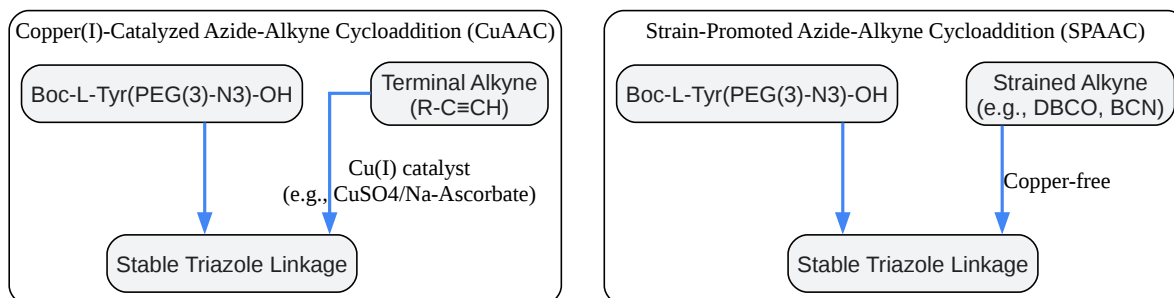 Copper(I)-Catalyzed Azide-Alkyne Cycloaddition (CuAAC)
Boc-L-Tyr(PEG(3)-N3)-OH
Terminal Alkyne
(R-C≡CH)
Cu(I) catalyst
(e.g., CuSO4/Na-Ascorbate)
Stable Triazole Linkage
Strain-Promoted Azide-Alkyne Cycloaddition (SPAAC)
Boc-L-Tyr(PEG(3)-N3)-OH
Strained Alkyne
(e.g., DBCO, BCN)
Copper-free
Stable Triazole Linkage